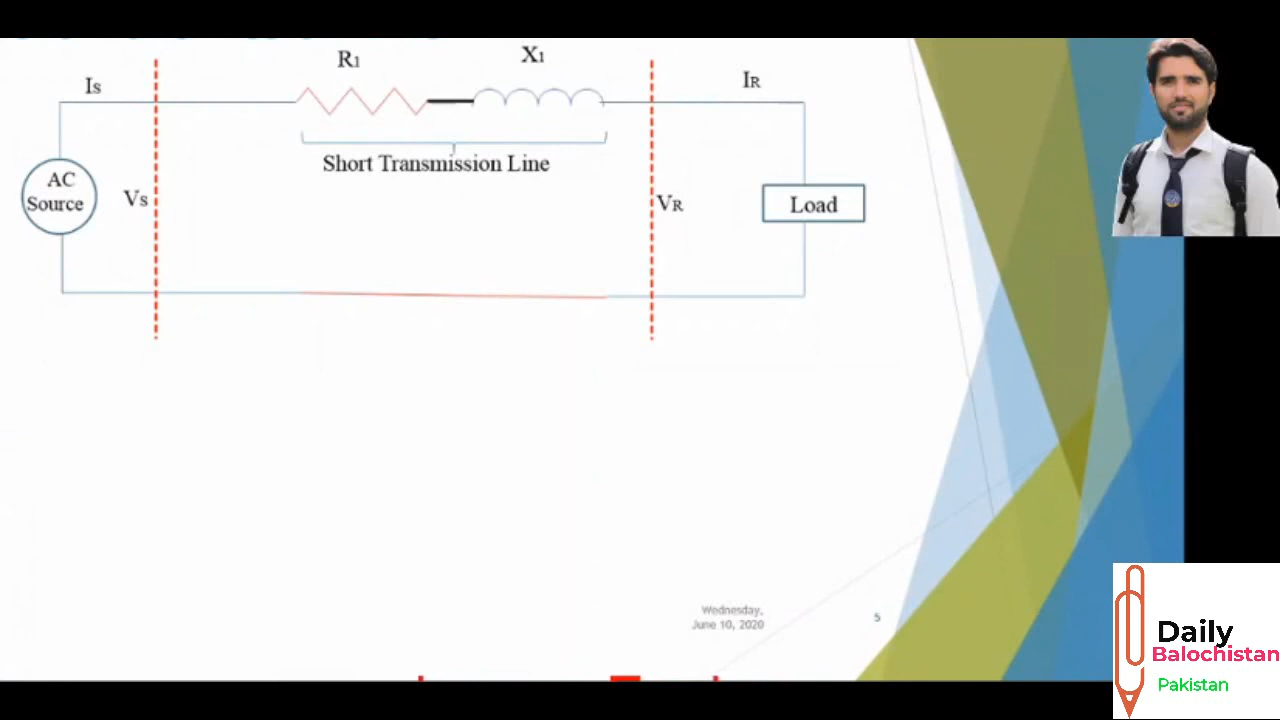 R1
X1
Is
IR
Short Transmission Line
AC
Source
Vs
VR
Load
Wednesday,
June 10, 2020
5
Daily
Balochistan
Pakistan